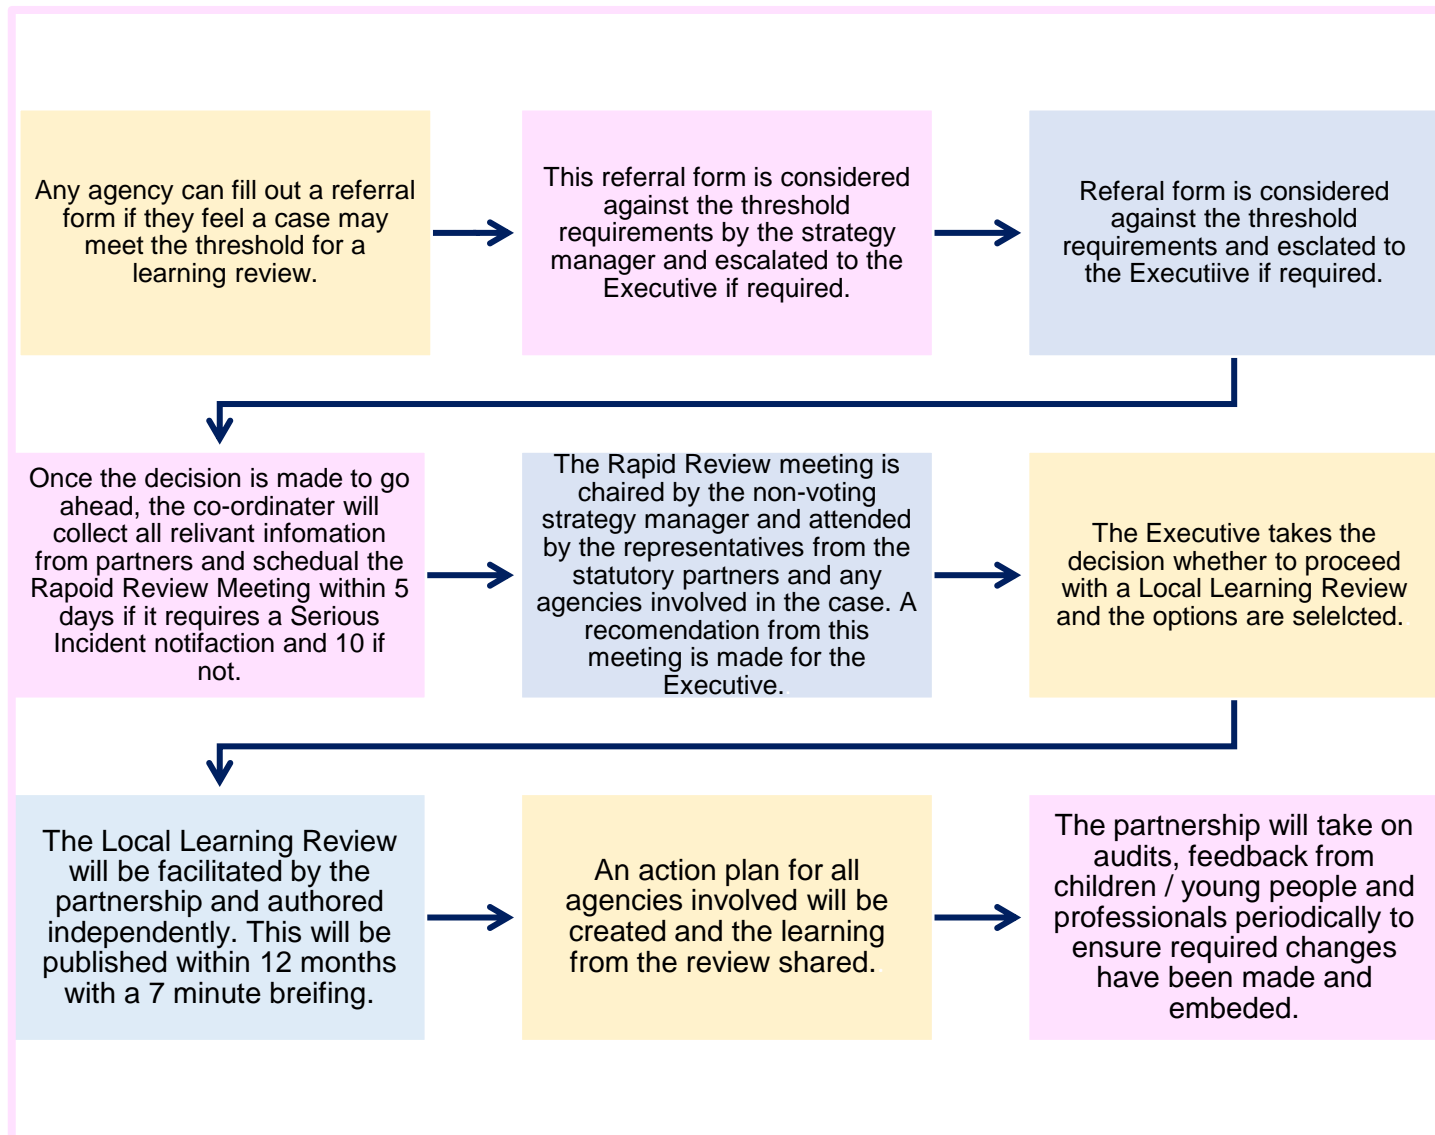 Any agency can fill out a referral
form if they feel a case may
meet the threshold for a
learning review.
This referral form is considered
against the threshold
requirements by the strategy
manager and escalated to the
Executive if required.
Referal form is considered
against the threshold
requirements and esclated to
the Executiive if required.
Once the decision is made to go
ahead, the co-ordinater will
collect all relivant infomation
from partners and schedual the
Rapoid Review Meeting within 5
days if it requires a Serious
Incident notifaction and 10 if
not.
The Rapid Review meeting is
chaired by the non-voting
strategy manager and attended
by the representatives from the
statutory partners and any
agencies involved in the case. A
recomendation from this
meeting is made for the
Executive.
The Executive takes the
decision whether to proceed
with a Local Learning Review
and the options are selelcted.
The Local Learning Review
will be facilitated by the
partnership and authored
independently. This will be
published within 12 months
with a 7 minute breifing.
An action plan for all
agencies involved will be
created and the learning
from the review shared.
The partnership will take on
audits, feedback from
children / young people and
professionals periodically to
ensure required changes
have been made and
embeded.